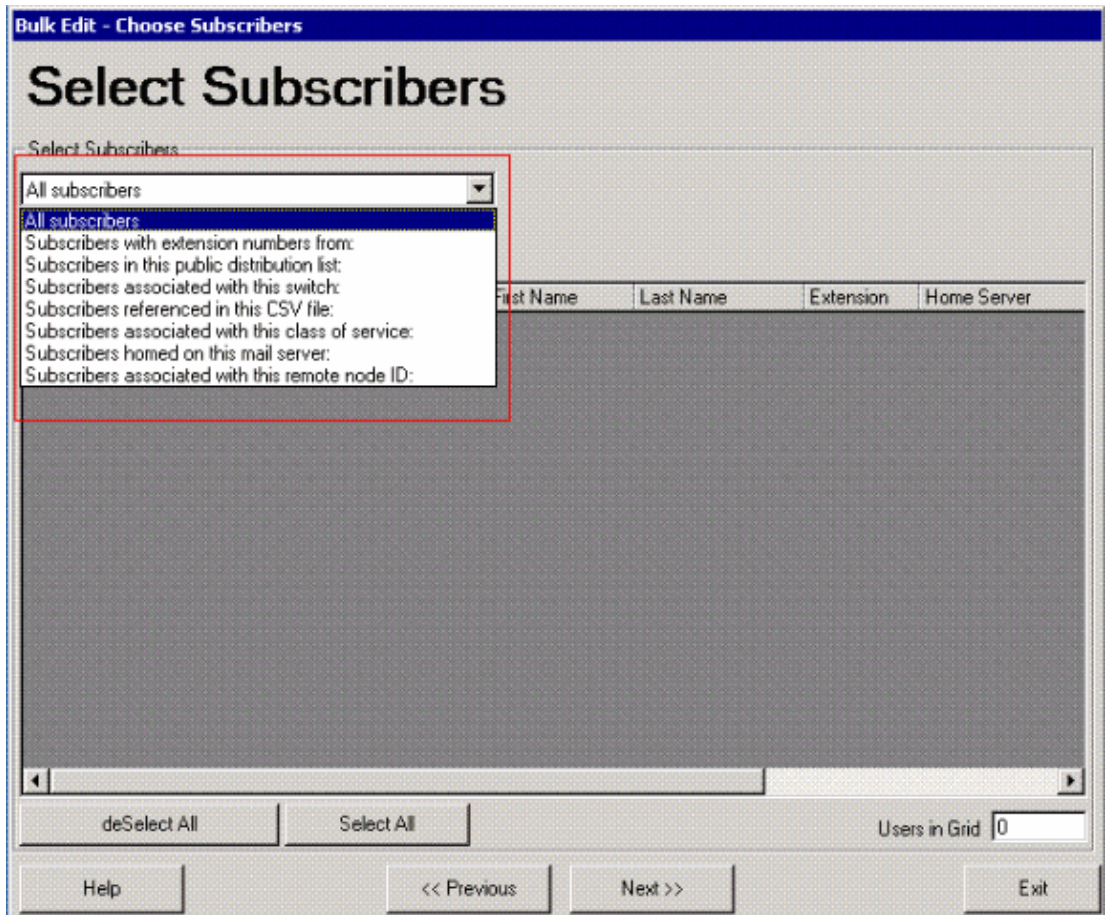 Bulk Edit - Choose Subscribers
Select Subscribers
Select Subscribers
All subscribers
All subscribers
Subscribers with extension numbers from:
Subscribers in this public distribution list:
Subscribers associated with this switch:
Subscribers referenced in this CSV file:
Subscribers associated with this class of service:
Subscribers homed on this mail server:
Subscribers associated with this remote node ID:
First Name Last Name Extension Home Server
deSelect All Select All Users in Grid 0
Help << Previous Next >> Exit